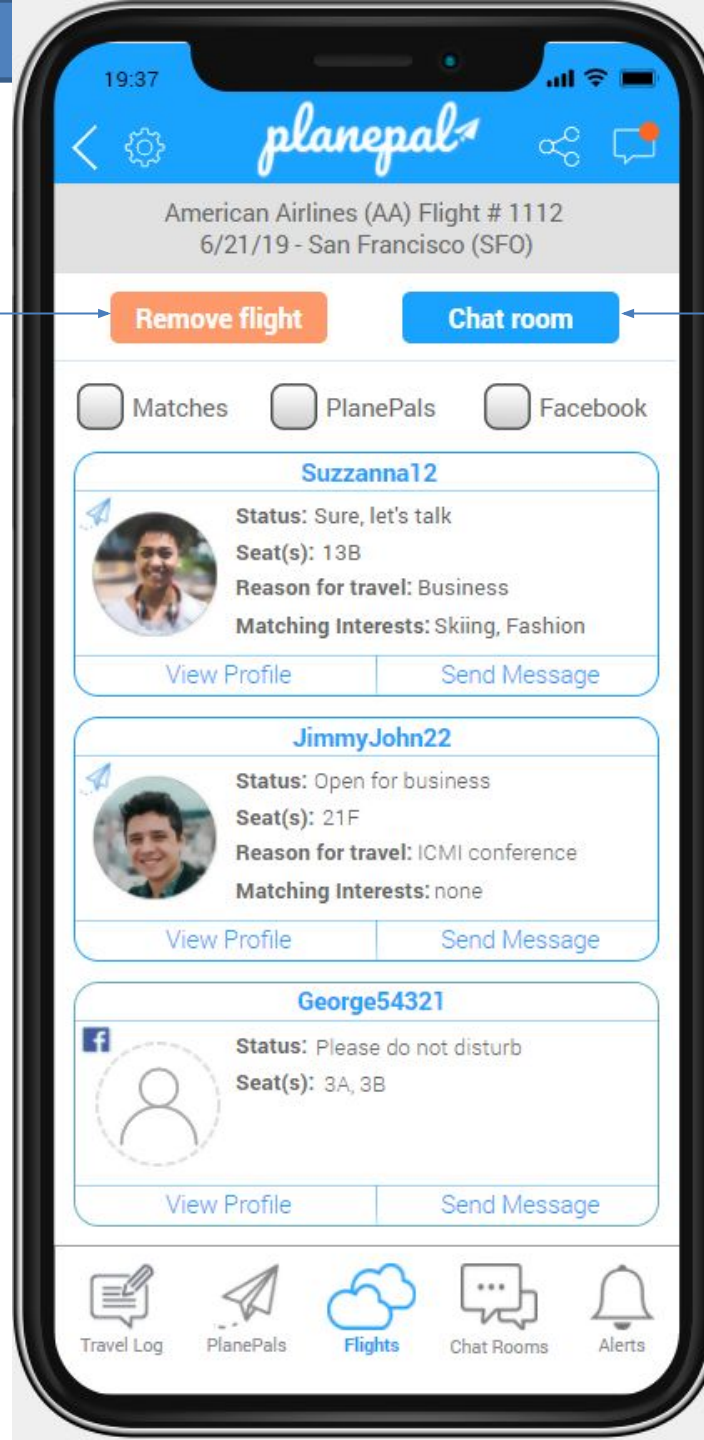 19:37
planepal
American Airlines (AA) Flight # 1112
6/21/19 - San Francisco (SFO)
Remove flight Chat room
Matches PlanePals Facebook
Suzzanna12
Status: Sure, let's talk
Seat(s): 13B
Reason for travel: Business
Matching Interests: Skiing, Fashion
View Profile Send Message
JimmyJohn22
Status: Open for business
Seat(s): 21F
Reason for travel: ICMI conference
Matching Interests: none
View Profile Send Message
George54321
f
Status: Please do not disturb
Seat(s): 3A, 3B
View Profile Send Message
Travel Log PlanePals Flights Chat Rooms Alerts